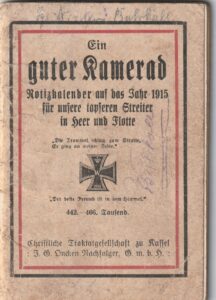 Ein
guter Kamerad
Notizkalender auf das Jahr 1915
für unsere tapferen Streiter
in Heer und Flotte
„Die Trommel schlug zum Streite,
Er ging an meiner Seite."
„Der beste Freund ist in dem Himmel."
442.–466. Tausend.
Christliche Traktatgesellschaft zu Kassel
: J. G. Oncken Nachfolger, G. m. b. H. :